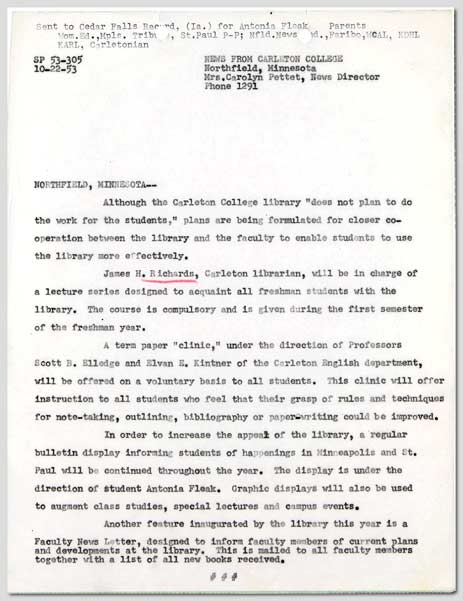 Sent to Cedar Falls Record, (Ia.) for Antonia Fleak   Parents
Wom.Ed.,Mpls. Tribu , St.Paul P-P; Nfld.News  d.,Faribo,WCAL, KDHL
KARL, Carletonian
SP 53-305
10-22-53
NEWS FROM CARLETON COLLEGE
Northfield, Minnesota
Mrs.Carolyn Pettet, News Director
Phone 1291
NORTHFIELD, MINNESOTA--
Although the Carleton College library "does not plan to do
the work for the students," plans are being formulated for closer co-
operation between the library and the faculty to enable students to use
the library more effectively.
James H. Richards, Carleton librarian, will be in charge of
a lecture series designed to acquaint all freshman students with the
library. The course is compulsory and is given during the first semester
of the freshman year.
A term paper "clinic," under the direction of Professors
Scott B. Elledge and Elvan E. Kintner of the Carleton English department,
will be offered on a voluntary basis to all students. This clinic will offer
instruction to all students who feel that their grasp of rules and techniques
for note-taking, outlining, bibliography or paper-writing could be improved.
In order to increase the appeal of the library, a regular
bulletin display informing students of happenings in Minneapolis and St.
Paul will be continued throughout the year. The display is under the
direction of student Antonia Fleak. Graphic displays will also be used
to augment class studies, special lectures and campus events.
Another feature inaugurated by the library this year is a
Faculty News Letter, designed to inform faculty members of current plans
and developments at the library. This is mailed to all faculty members
together with a list of all new books received.
# # #